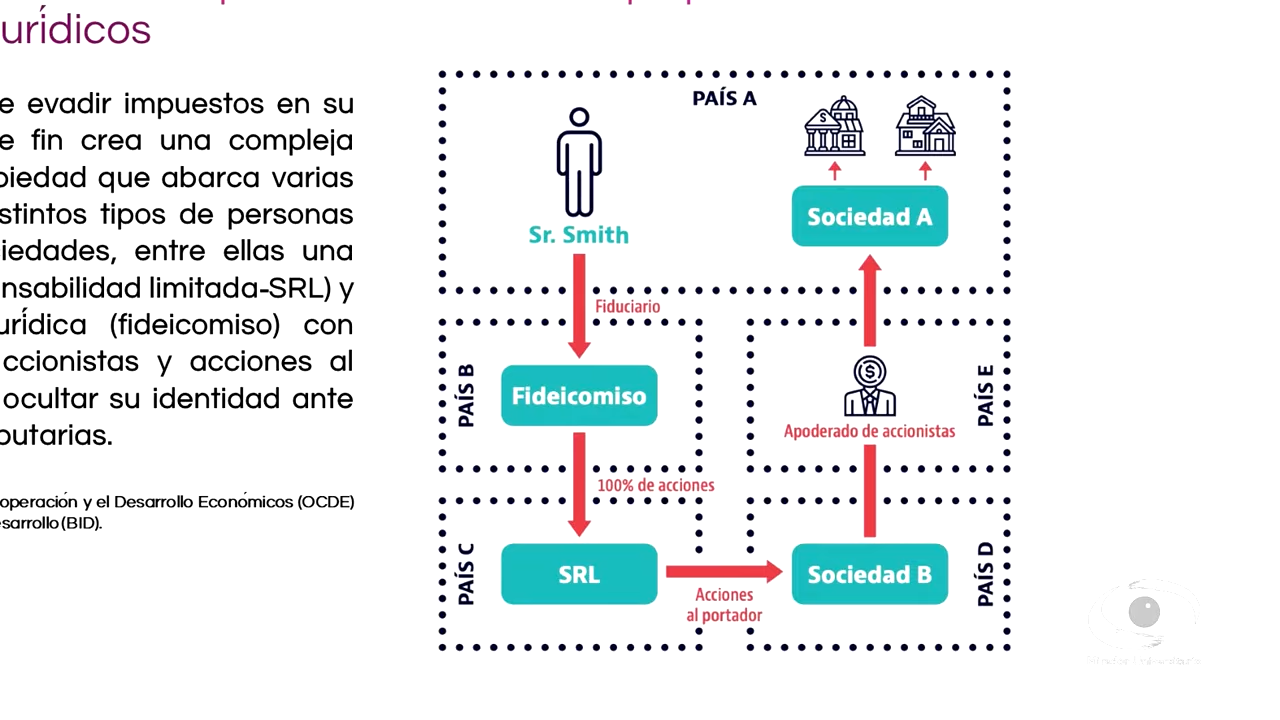 urídicos
e evadir impuestos en su
e fin crea una compleja
piedad que abarca varias
stintos tipos de personas
iedades, entre ellas una
nsabilidad limitada-SRL) y
urídica (fideicomiso) con
ccionistas y acciones al
ocultar su identidad ante
butarias.
operación y el Desarrollo Económicos (OCDE)
esarrollo (BID).
PAÍS A
Sr. Smith
Sociedad A
Fiduciario
PAÍS B
Fideicomiso
PAÍS E
Apoderado de accionistas
100% de acciones
PAÍS C
SRL
Acciones
al portador
Sociedad B
PAÍS D